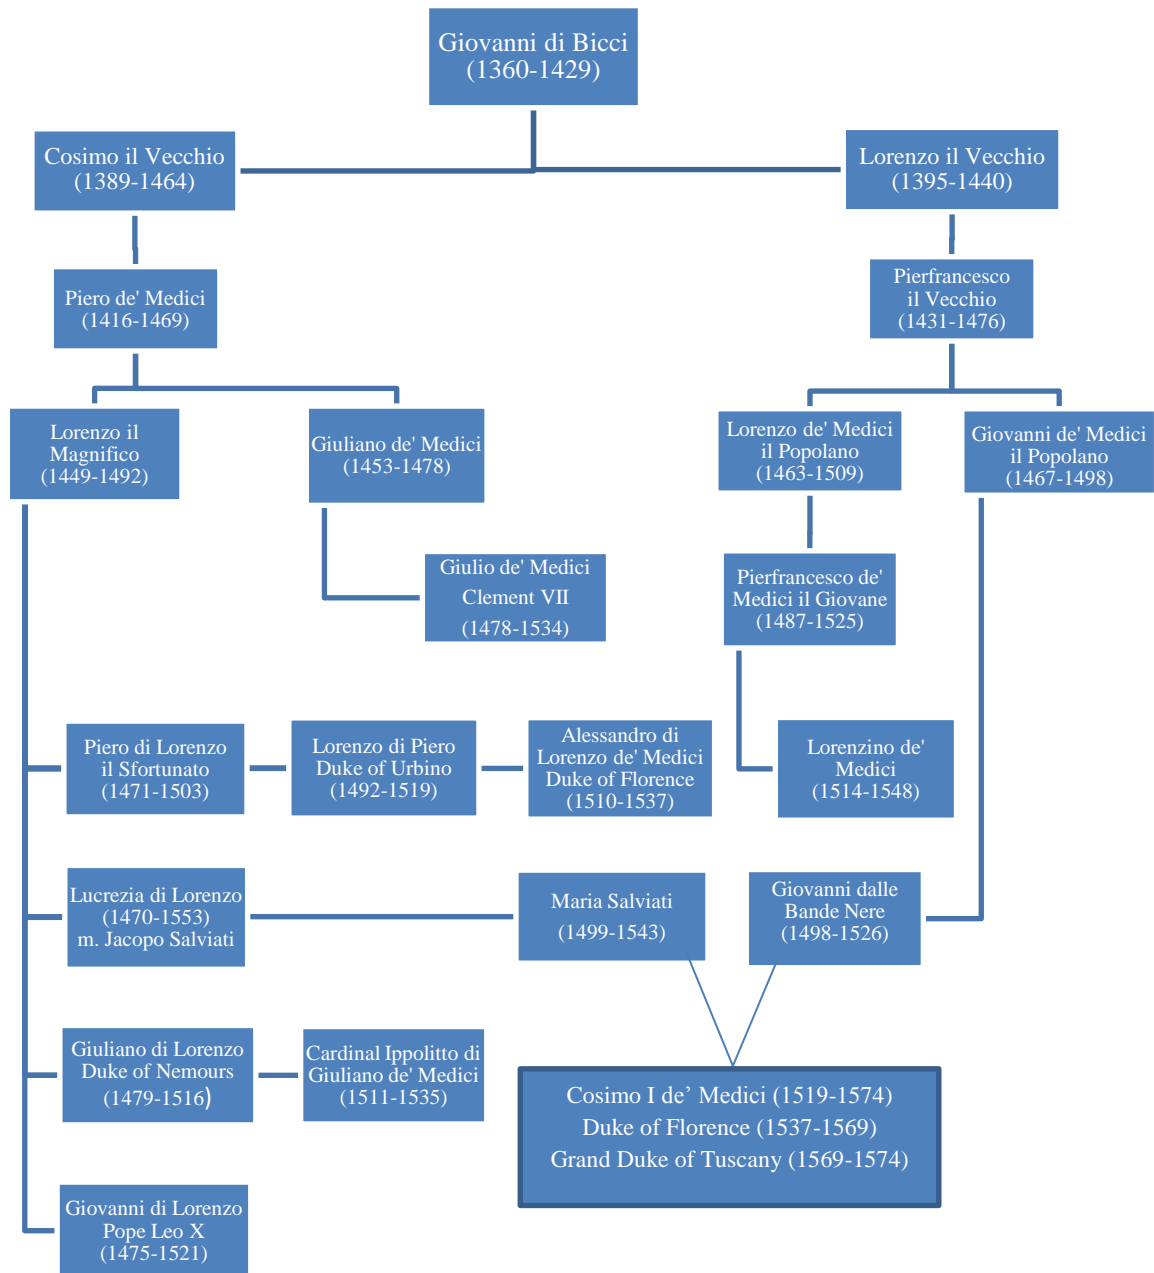 Giovanni di Bicci
(1360-1429)
Cosimo il Vecchio
(1389-1464)
Lorenzo il Vecchio
(1395-1440)
Piero de' Medici
(1416-1469)
Pierfrancesco
il Vecchio
(1431-1476)
Lorenzo il
Magnifico
(1449-1492)
Giuliano de' Medici
(1453-1478)
Lorenzo de' Medici
il Popolano
(1463-1509)
Giovanni de' Medici
il Popolano
(1467-1498)
Giulio de' Medici
Clement VII
(1478-1534)
Pierfrancesco de'
Medici il Giovane
(1487-1525)
Piero di Lorenzo
il Sfortunato
(1471-1503)
Lorenzo di Piero
Duke of Urbino
(1492-1519)
Alessandro di
Lorenzo de' Medici
Duke of Florence
(1510-1537)
Lorenzino de'
Medici
(1514-1548)
Lucrezia di Lorenzo
(1470-1553)
m. Jacopo Salviati
Maria Salviati
(1499-1543)
Giovanni dalle
Bande Nere
(1498-1526)
Giuliano di Lorenzo
Duke of Nemours
(1479-1516)
Cardinal Ippolitto di
Giuliano de' Medici
(1511-1535)
Cosimo I de’ Medici (1519-1574)
Duke of Florence (1537-1569)
Grand Duke of Tuscany (1569-1574)
Giovanni di Lorenzo
Pope Leo X
(1475-1521)